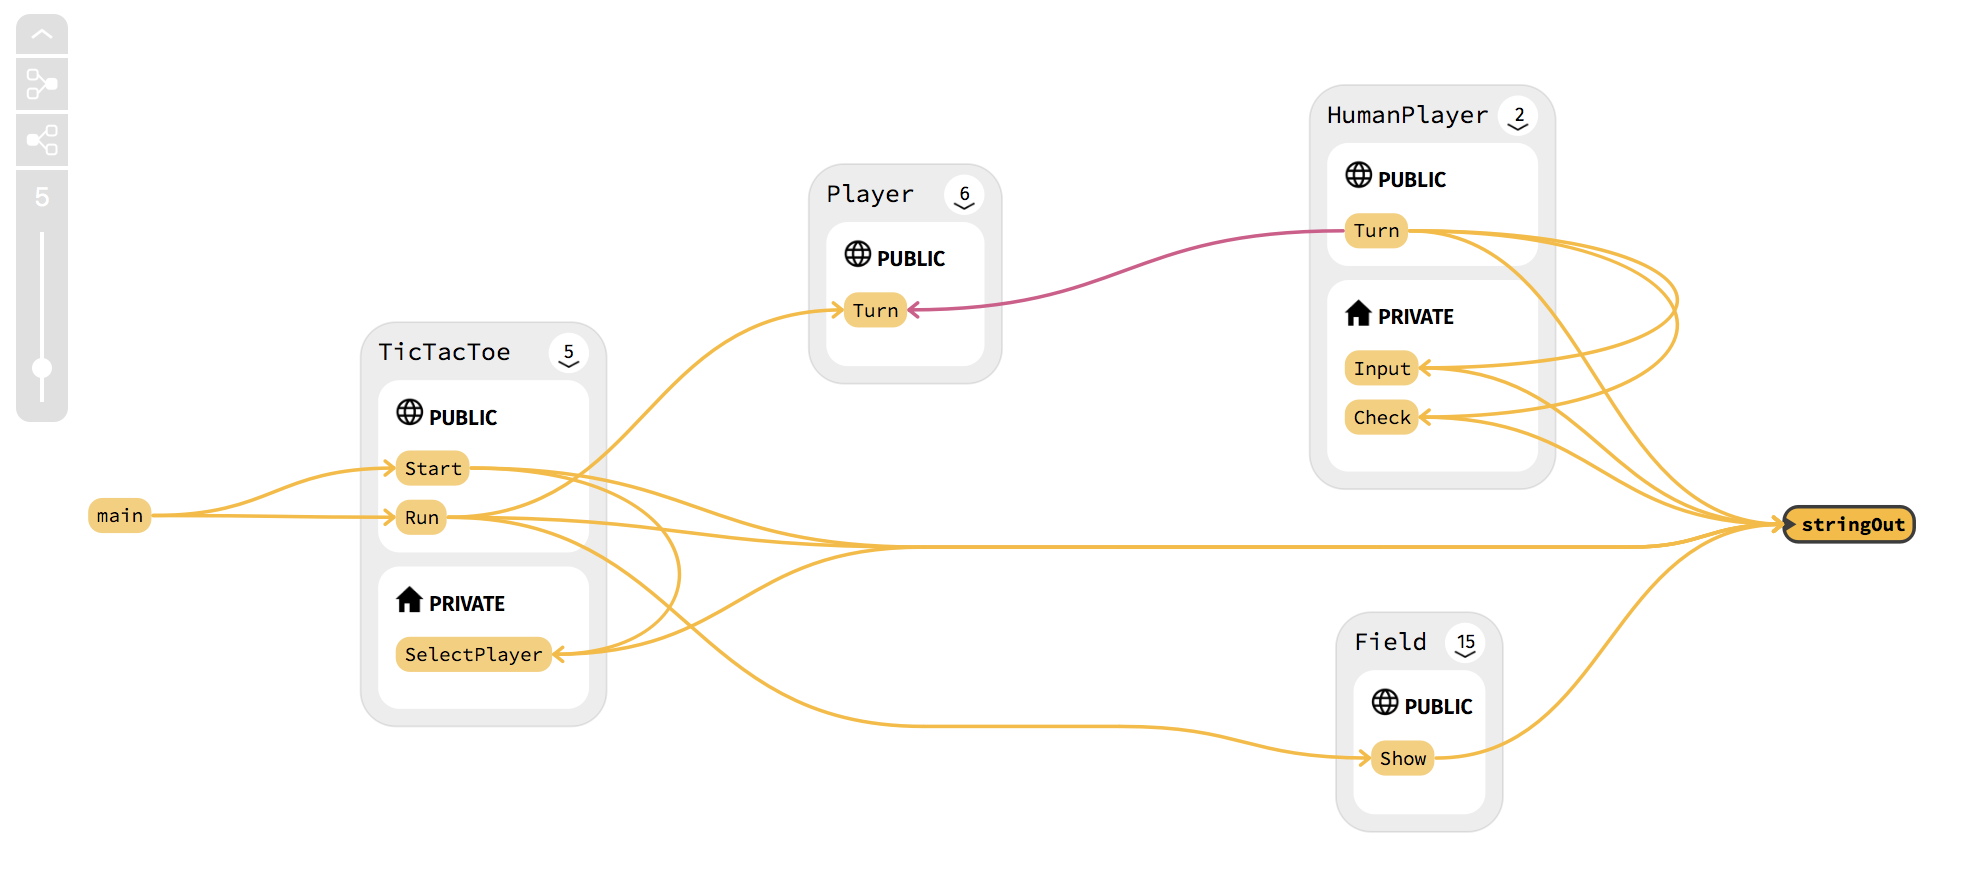 5
main
TicTacToe 5
PUBLIC
Start
Run
PRIVATE
SelectPlayer
Player 6
PUBLIC
Turn
HumanPlayer 2
PUBLIC
Turn
PRIVATE
Input
Check
Field 15
PUBLIC
Show
stringOut